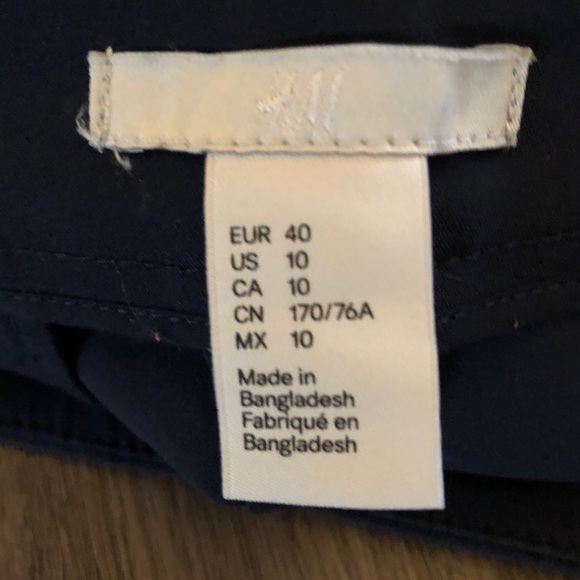 H&M
EUR 40
US 10
CA 10
CN 170/76A
MX 10
Made in
Bangladesh
Fabriqué en
Bangladesh